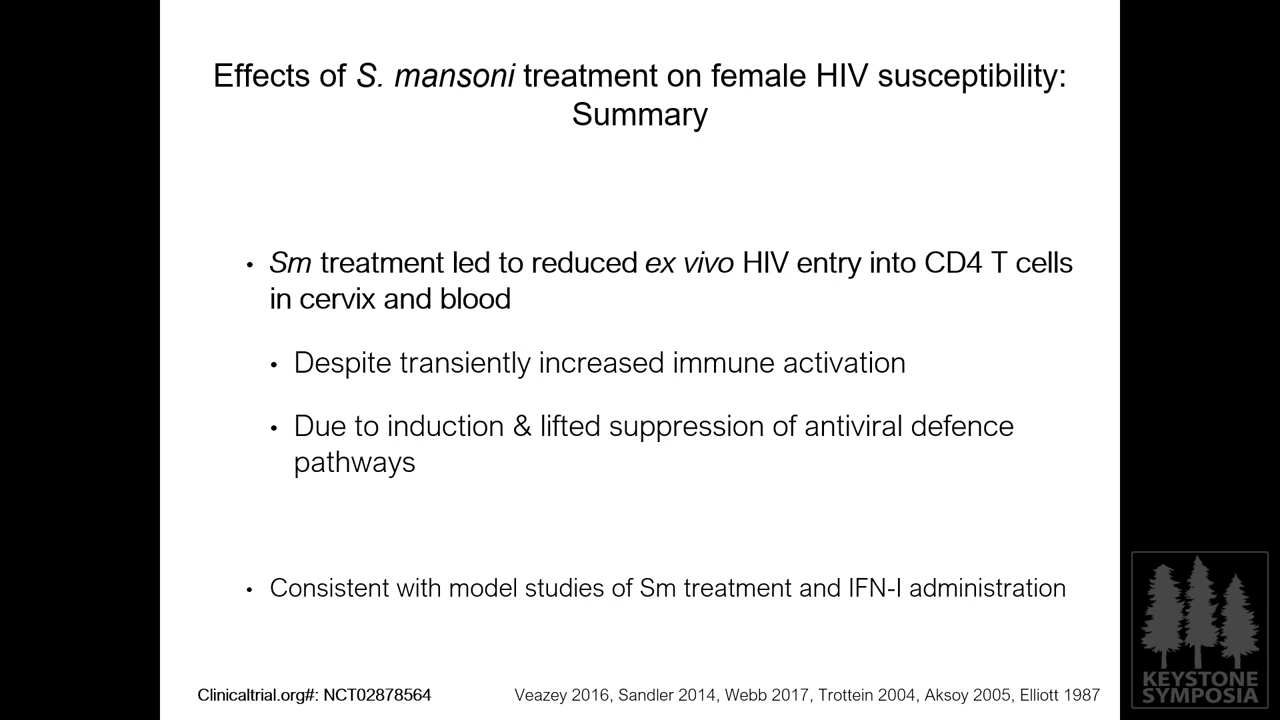 Effects of S. mansoni treatment on female HIV susceptibility:
Summary
• Sm treatment led to reduced ex vivo HIV entry into CD4 T cells
in cervix and blood
• Despite transiently increased immune activation
• Due to induction & lifted suppression of antiviral defence
pathways
• Consistent with model studies of Sm treatment and IFN-I administration
Clinicaltrial.org#: NCT02878564
Veazey 2016, Sandler 2014, Webb 2017, Trottein 2004, Aksoy 2005, Elliott 1987
KEYSTONE
SYMPOSIA